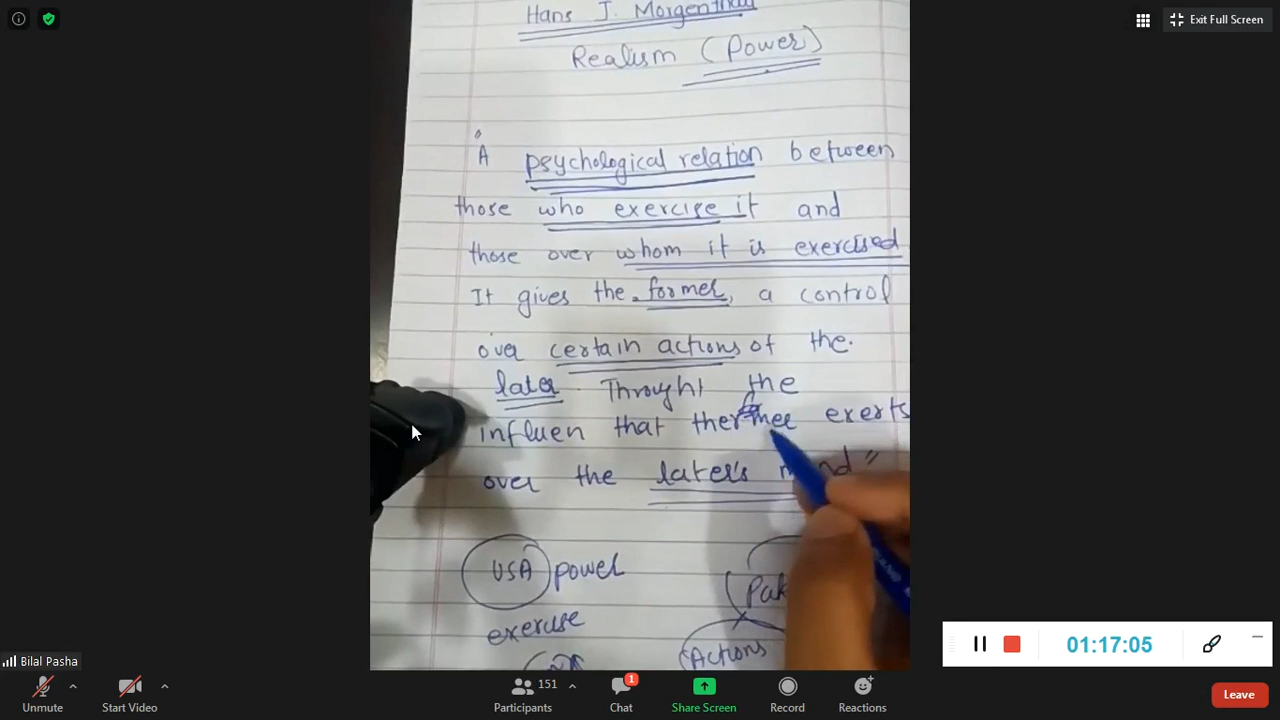 Exit Full Screen
Hans J. Morgenthau
Realism (Power)
A psychological relation between
those who exercise it and
those over whom it is exercised
It gives the former, a control
over certain actions of the
later. Throught the
influen that thermer exerts
over the later's mind"
USA power
Pak
exercise
(Actions
01:17:05
Bilal Pasha
Unmute
Start Video
151
Participants
1
Chat
Share Screen
Record
Reactions
Leave